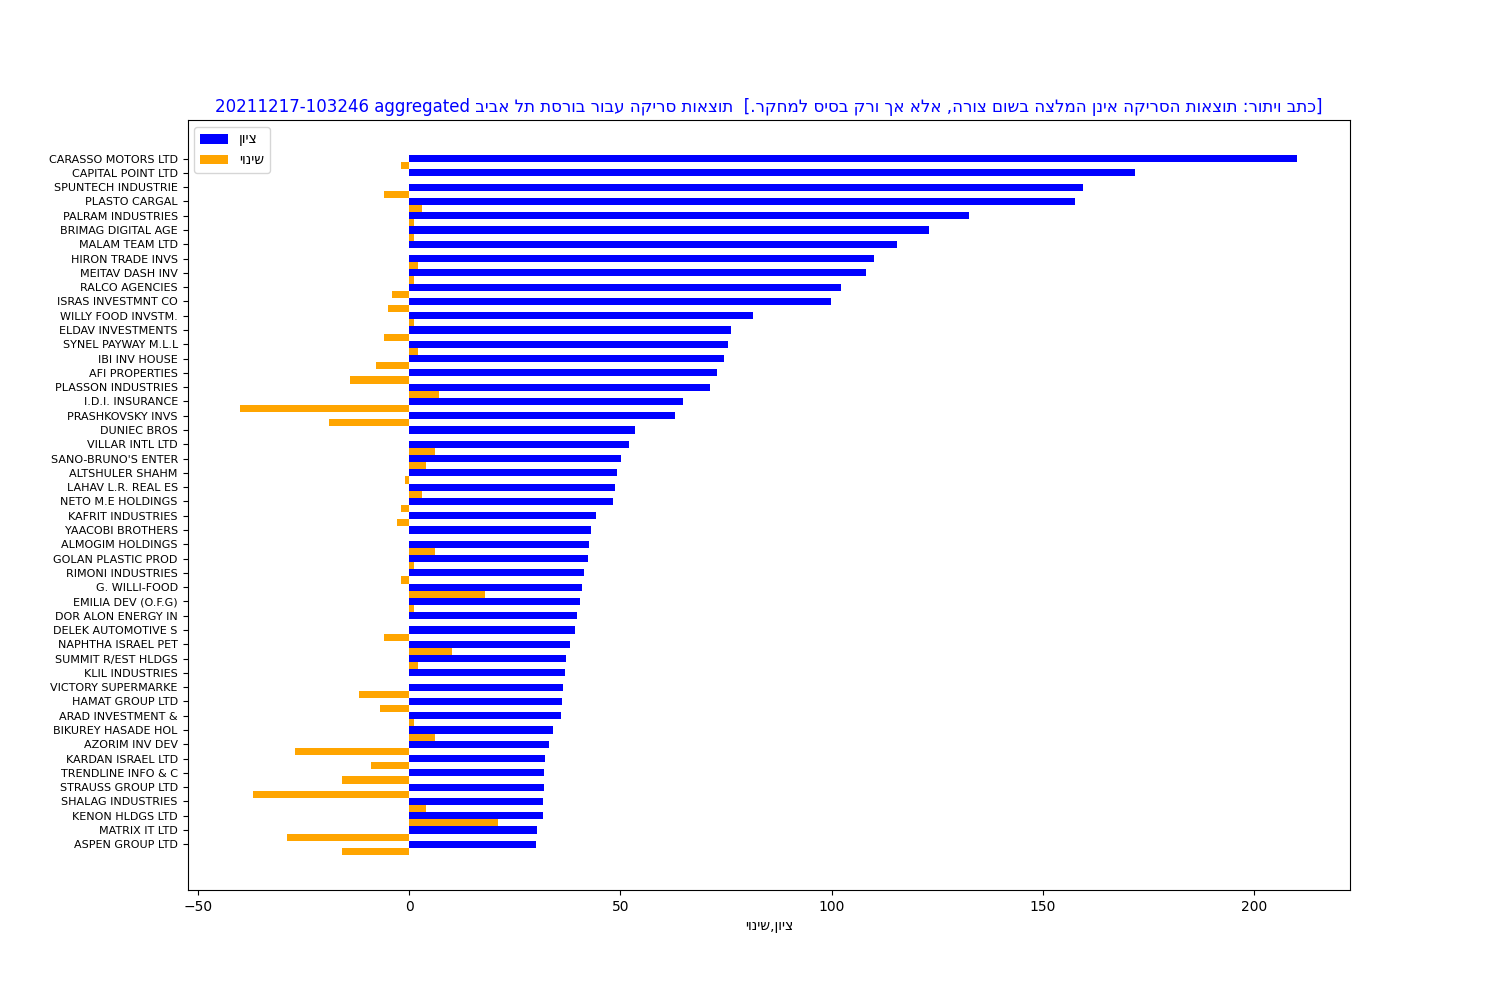 20211217-103246 aggregated תוצאות סריקה עבור בורסת תל אביב  [כתב ויתור: תוצאות הסריקה אינן המלצה בשום צורה, אלא אך ורק בסיס למחקר.]
ציון
שינוי
CARASSO MOTORS LTD
CAPITAL POINT LTD
SPUNTECH INDUSTRIE
PLASTO CARGAL
PALRAM INDUSTRIES
BRIMAG DIGITAL AGE
MALAM TEAM LTD
HIRON TRADE INVS
MEITAV DASH INV
RALCO AGENCIES
ISRAS INVESTMNT CO
WILLY FOOD INVSTM.
ELDAV INVESTMENTS
SYNEL PAYWAY M.L.L
IBI INV HOUSE
AFI PROPERTIES
PLASSON INDUSTRIES
I.D.I. INSURANCE
PRASHKOVSKY INVS
DUNIEC BROS
VILLAR INTL LTD
SANO-BRUNO'S ENTER
ALTSHULER SHAHM
LAHAV L.R. REAL ES
NETO M.E HOLDINGS
KAFRIT INDUSTRIES
YAACOBI BROTHERS
ALMOGIM HOLDINGS
GOLAN PLASTIC PROD
RIMONI INDUSTRIES
G. WILLI-FOOD
EMILIA DEV (O.F.G)
DOR ALON ENERGY IN
DELEK AUTOMOTIVE S
NAPHTHA ISRAEL PET
SUMMIT R/EST HLDGS
KLIL INDUSTRIES
VICTORY SUPERMARKE
HAMAT GROUP LTD
ARAD INVESTMENT &
BIKUREY HASADE HOL
AZORIM INV DEV
KARDAN ISRAEL LTD
TRENDLINE INFO & C
STRAUSS GROUP LTD
SHALAG INDUSTRIES
KENON HLDGS LTD
MATRIX IT LTD
ASPEN GROUP LTD
−50 0 50 100 150 200
ציון,שינוי